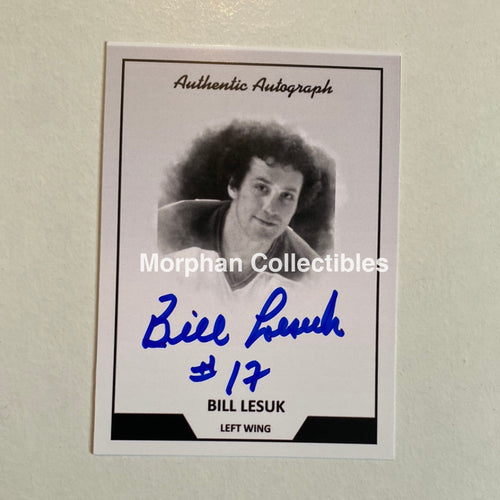 Authentic Autograph
Morphan Collectibles
Bill Lesuk
#17
BILL LESUK
LEFT WING